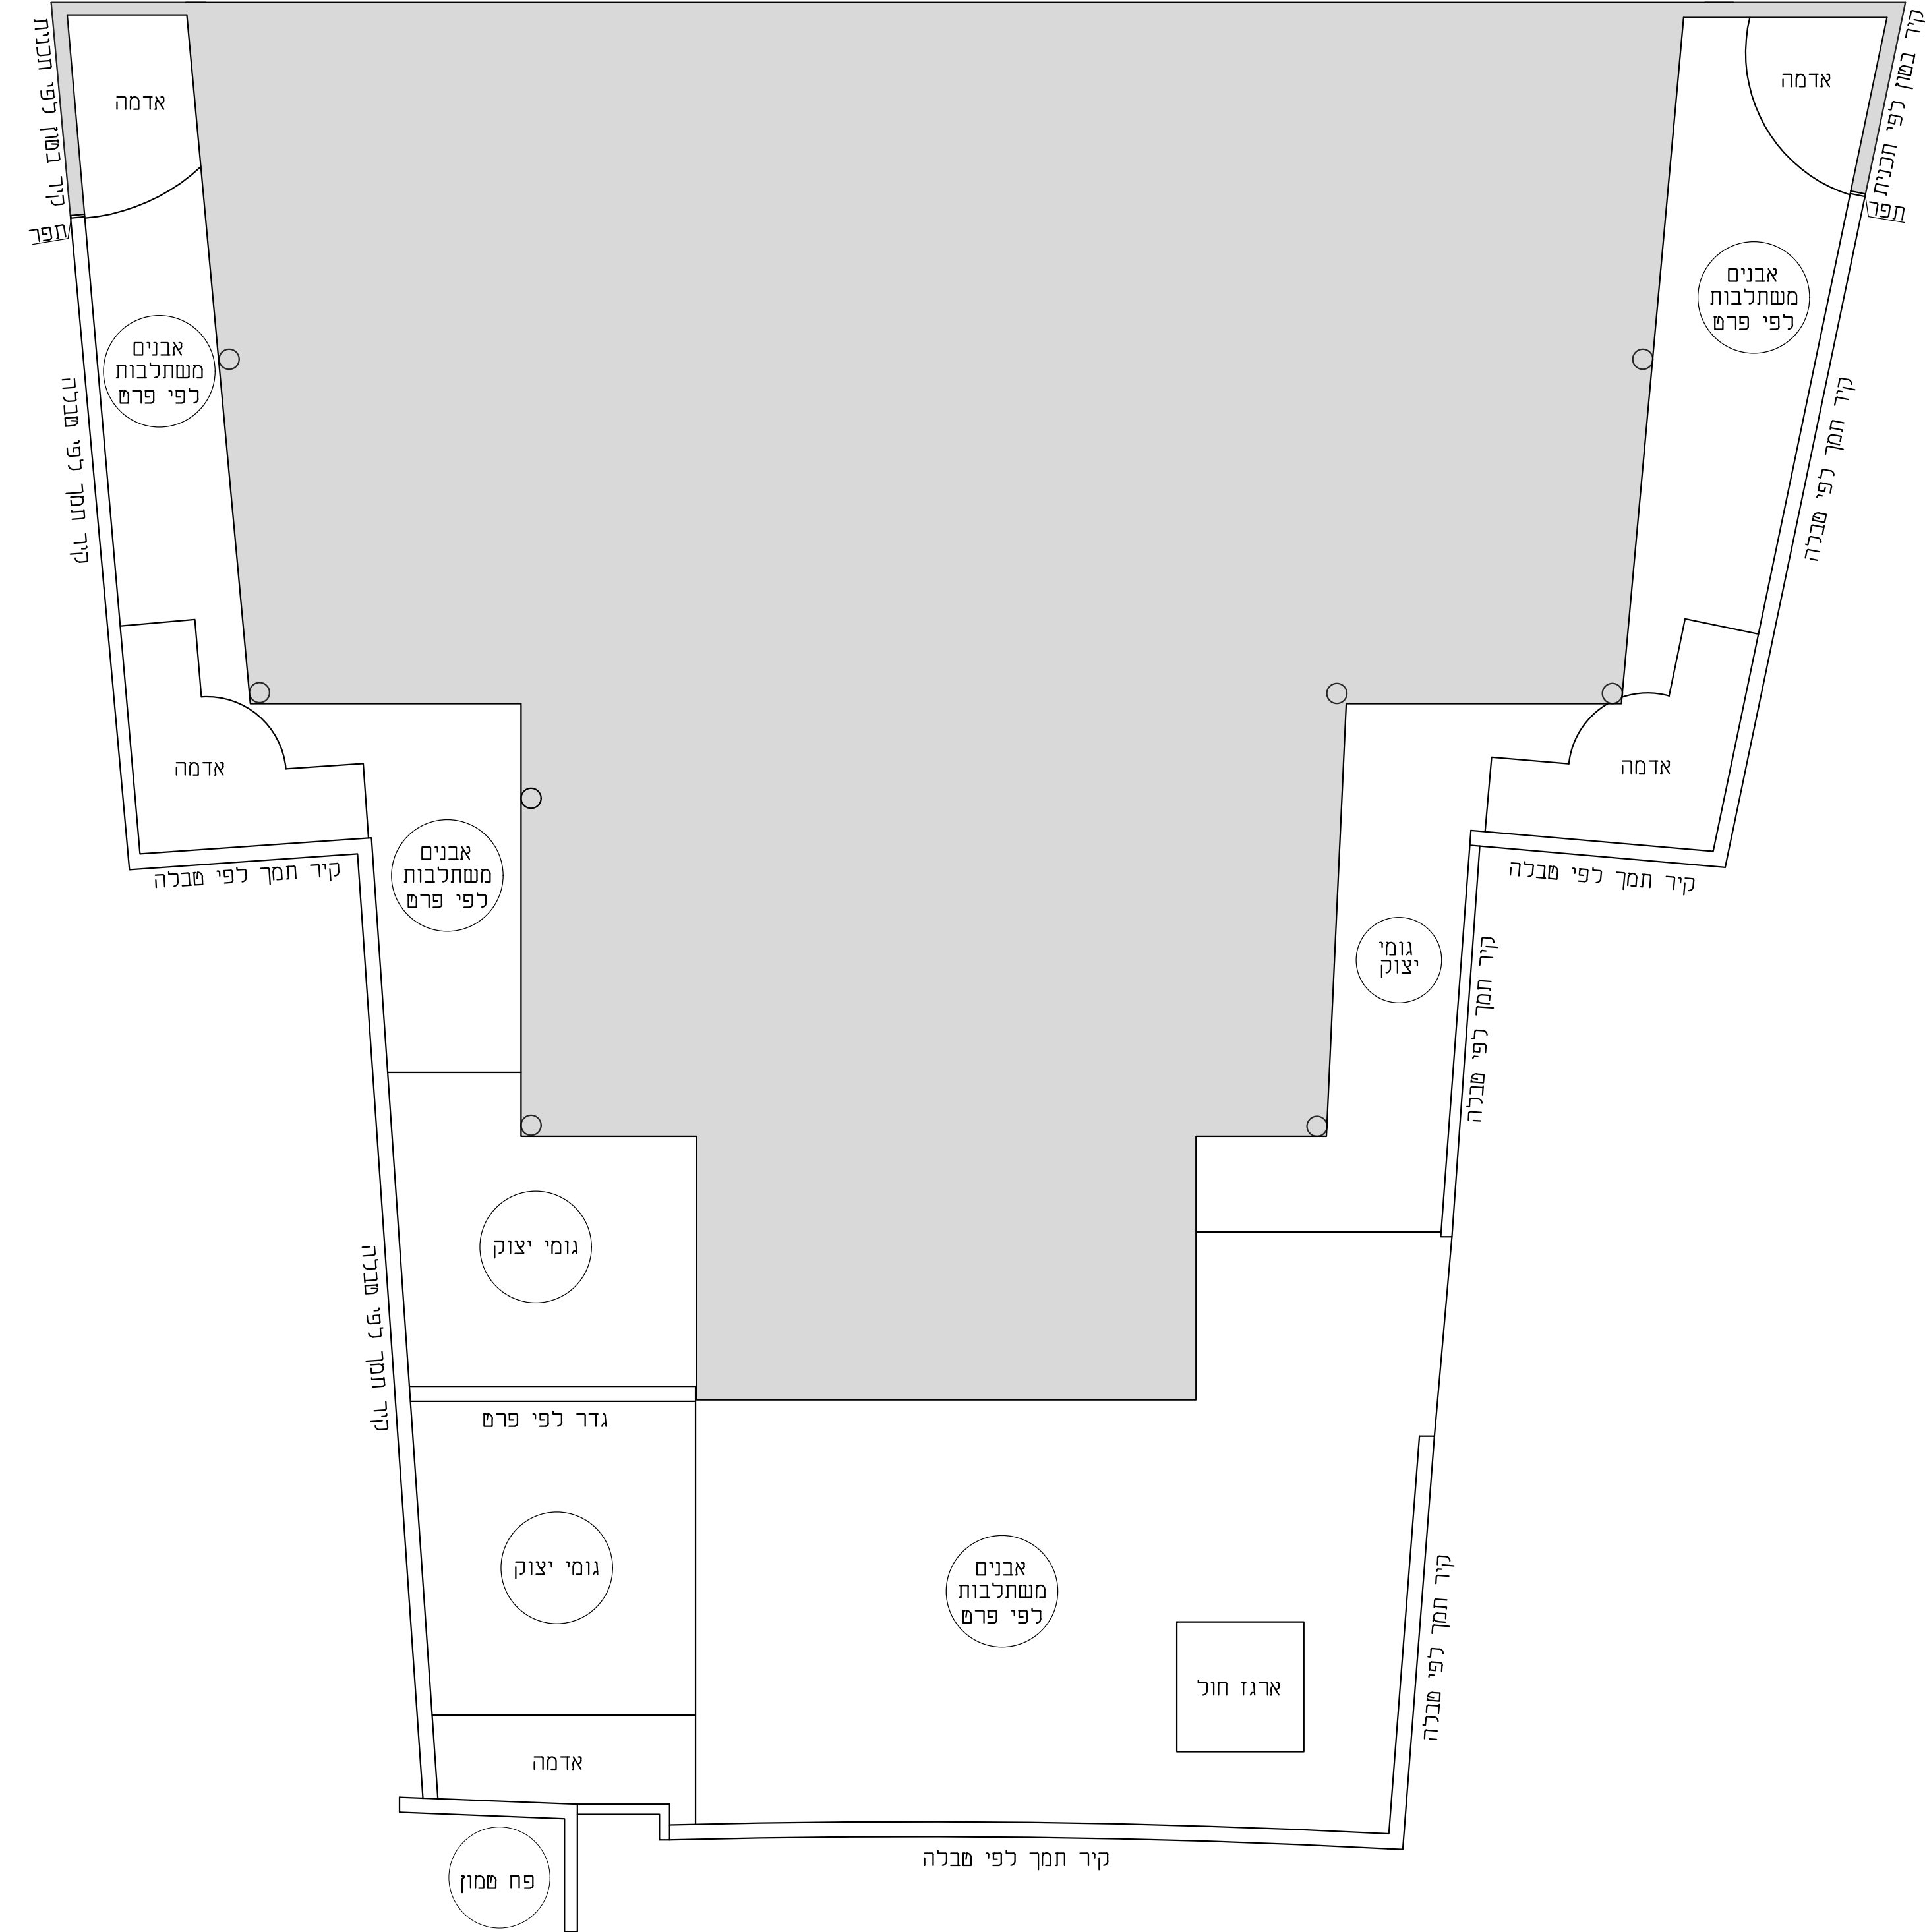 קיר בטון לפי תכנית
תפר
אדמה
אדמה
קיר בטון לפי תכנית
תפר
אבנים
משתלבות
לפי פרט
אבנים
משתלבות
לפי פרט
קיר תמך לפי טבלה
קיר תמך לפי טבלה
אדמה
אדמה
קיר תמך לפי טבלה
קיר תמך לפי טבלה
אבנים
משתלבות
לפי פרט
גומי
יצוק
קיר תמך לפי טבלה
גומי יצוק
קיר תמך לפי טבלה
גדר לפי פרט
גומי יצוק
אבנים
משתלבות
לפי פרט
קיר תמך לפי טבלה
ארגז חול
אדמה
קיר תמך לפי טבלה
פח טמון